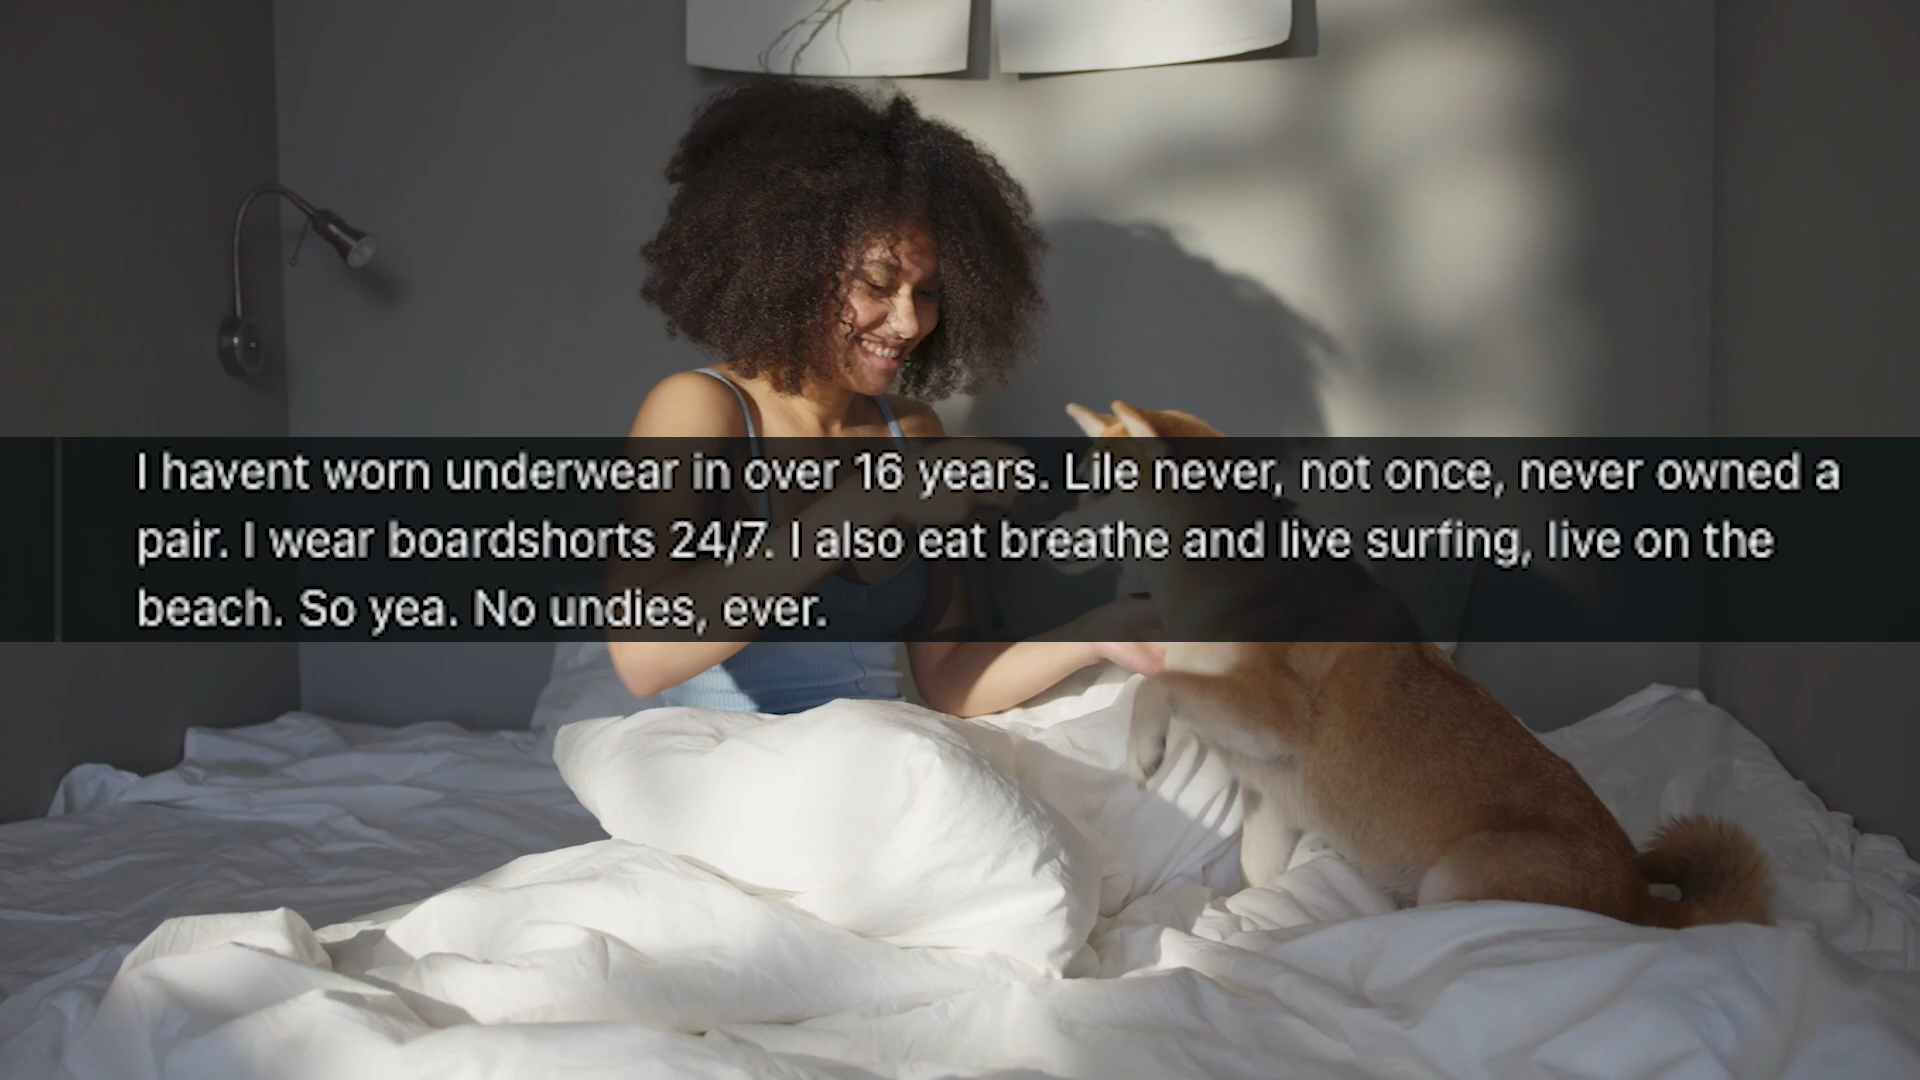 I havent worn underwear in over 16 years. Lile never, not once, never owned a
pair. I wear boardshorts 24/7. I also eat breathe and live surfing, live on the
beach. So yea. No undies, ever.